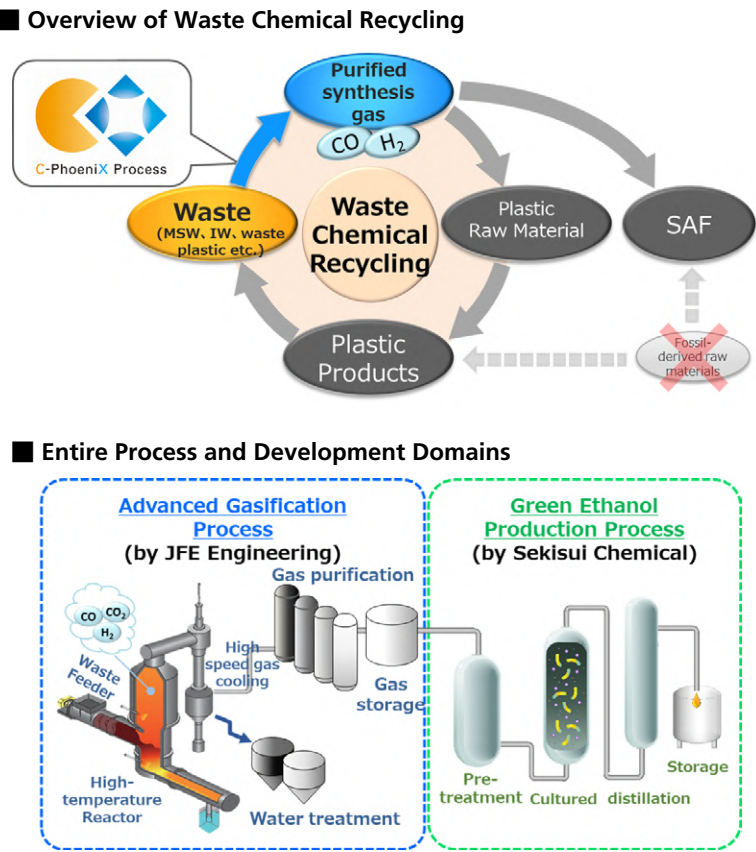 ■ Overview of Waste Chemical Recycling
Purified
synthesis
gas
CO
H2
C-PhoeniX Process
Waste
(MSW、IW、waste
plastic etc.)
Waste
Chemical
Recycling
Plastic
Raw Material
SAF
Plastic
Products
Fossil-
derived raw
materials
■ Entire Process and Development Domains
Advanced Gasification
Process
(by JFE Engineering)
Green Ethanol
Production Process
(by Sekisui Chemical)
Gas purification
CO
CO2
H2
High
speed gas
cooling
Waste
Feeder
Gas
storage
High-
temperature
Reactor
Water treatment
Pre-
treatment
Cultured
distillation
Storage